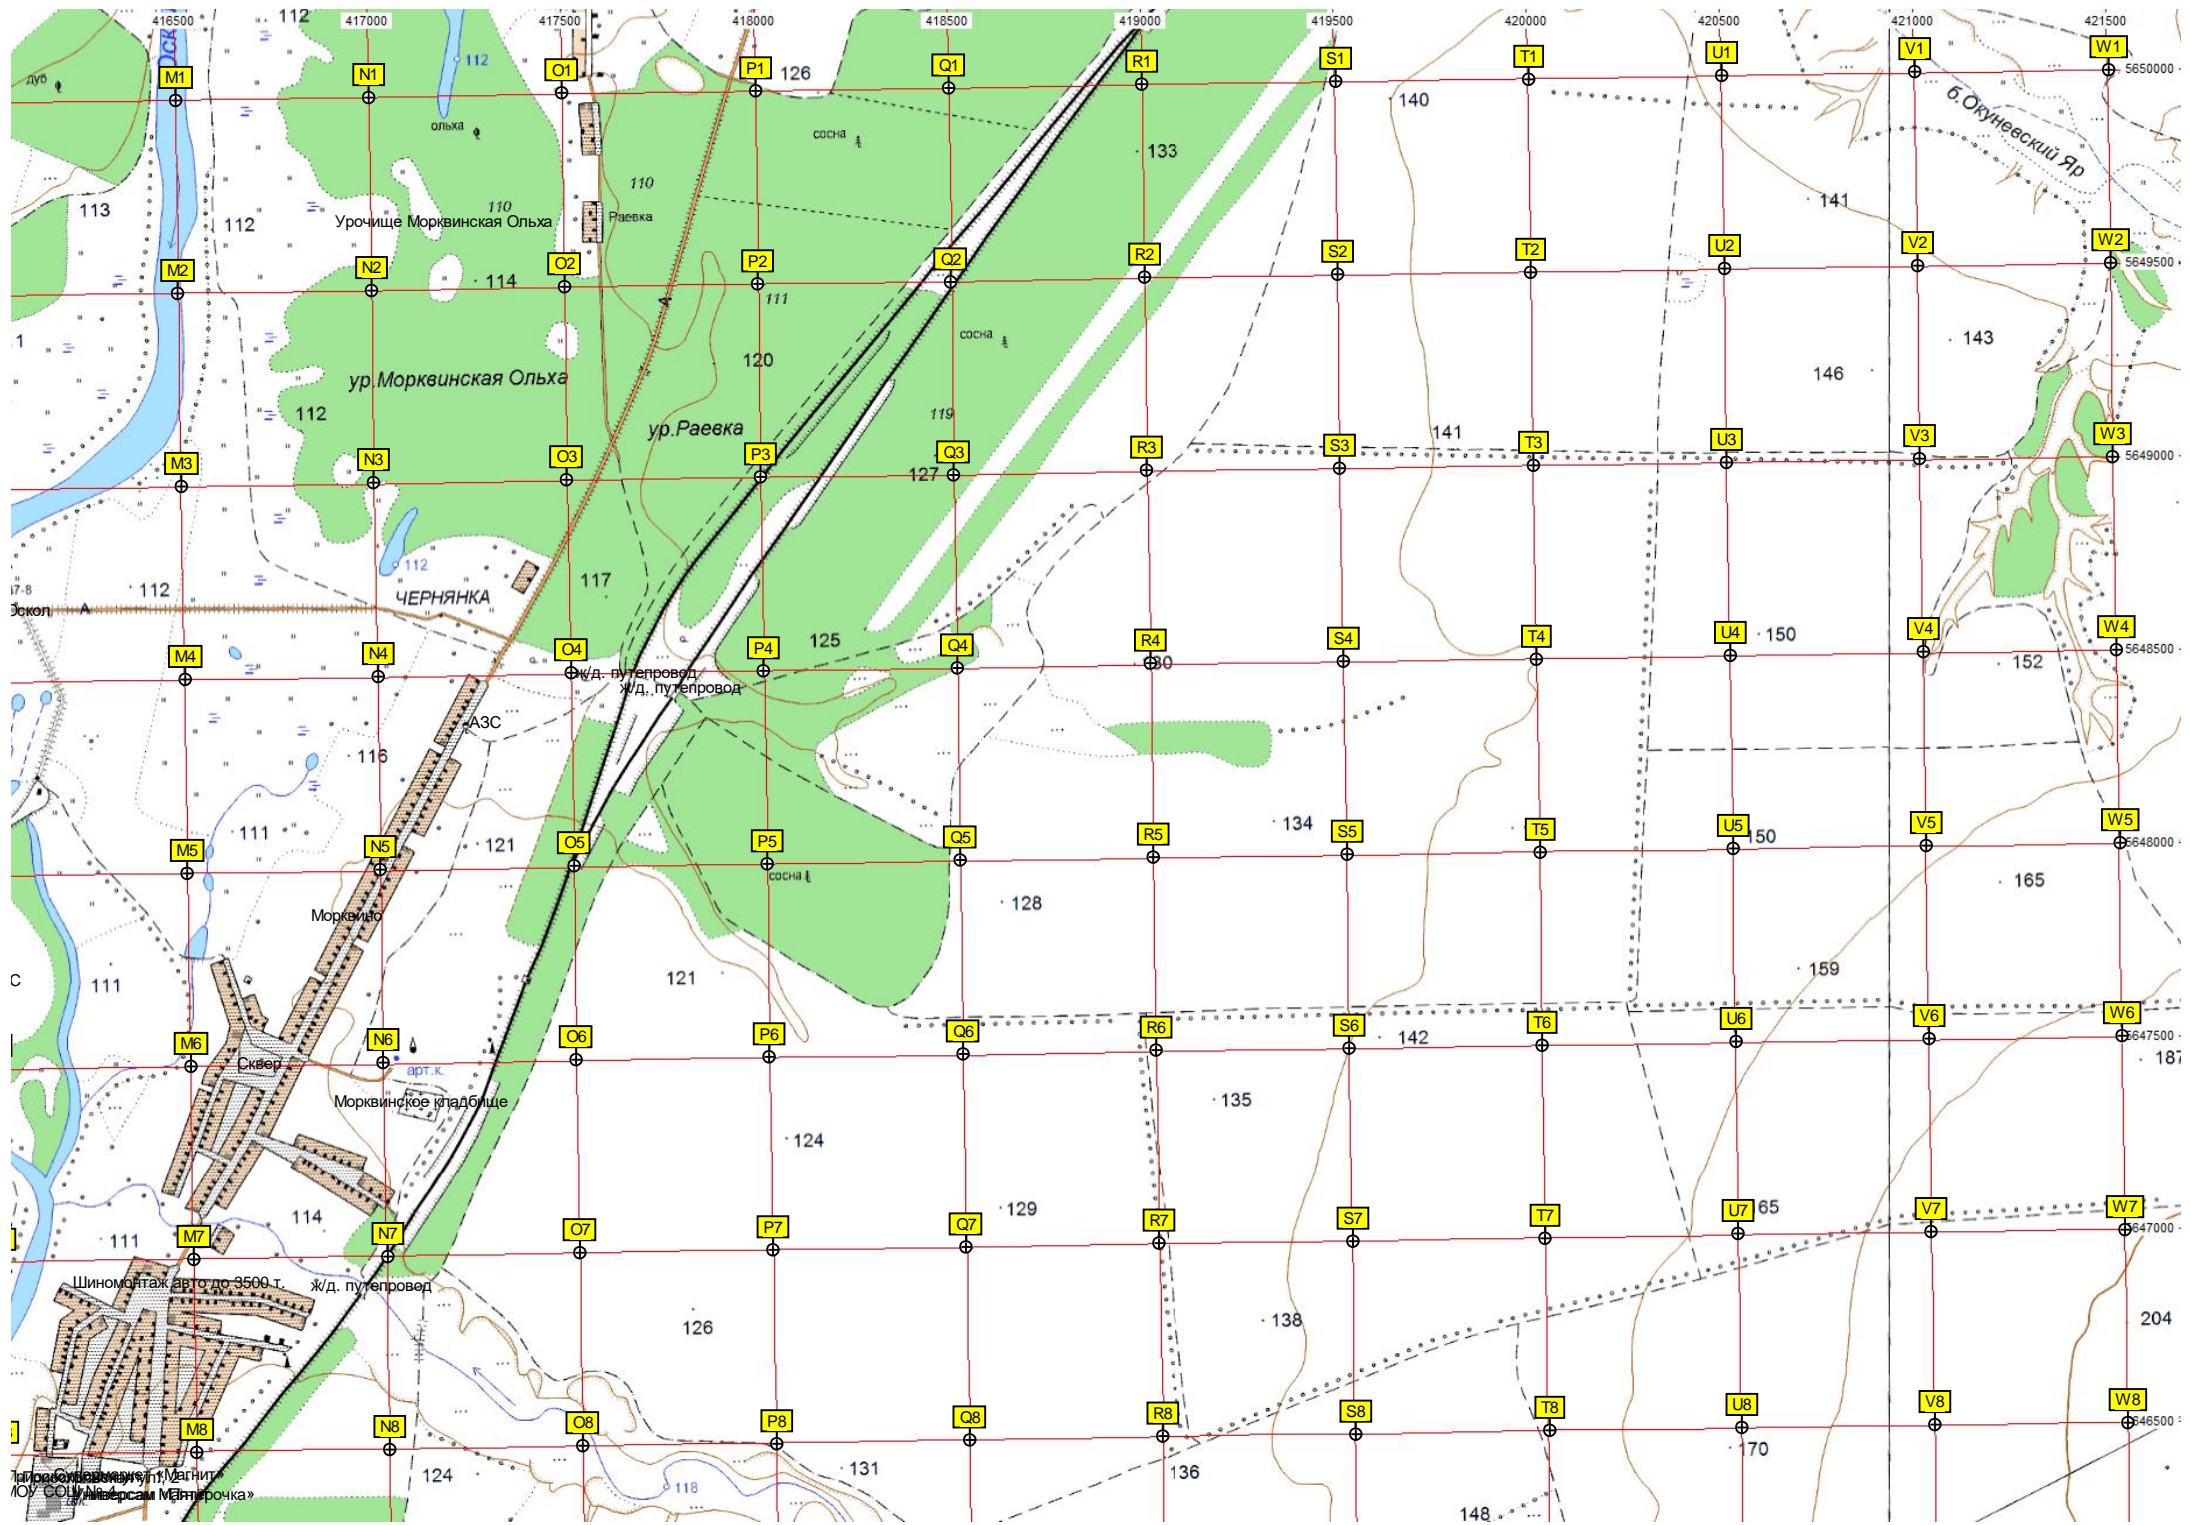 416500 417000 417500 418000 418500 419000 419500 420000 420500 421000 421500
112
M1 N1 O1 P1 Q1 R1 S1 T1 U1 V1 W1
5650000
дуб
112
126
140
ольха
сосна
133
б.Окуневский Яр
110
110
113
112
141
Урочище Морквинская Ольха
Раевка
M2 N2 O2 P2 Q2 R2 S2 T2 U2 V2 W2
5649500
114
111
А
1
сосна
143
120
146
ур.Морквинская Ольха
112
119
ур.Раевка
141
M3 N3 O3 P3 Q3 R3 S3 T3 U3 V3 W3
5649000
127
112
117
112
ЧЕРНЯНКА
А
125
150
M4 N4 O4 P4 Q4 R4 S4 T4 U4 V4 W4
5648500
152
ж/д. путепровод
ж/д. путепровод
АЗС
116
111
121
134
150
M5 N5 O5 P5 Q5 R5 S5 T5 U5 V5 W5
5648000
сосна
165
128
Морквино
С
111
121
159
M6 N6 O6 P6 Q6 R6 S6 T6 U6 V6 W6
5647500
142
187
Сквер
арт.к.
Морквинское кладбище
135
124
114
129
165
111
M7 N7 O7 P7 Q7 R7 S7 T7 U7 V7 W7
5647000
Шиномонтаж авто до 3500 т.
ж/д. путепровод
126
138
204
M8 N8 O8 P8 Q8 R8 S8 T8 U8 V8 W8
170
124
131
136
118
148